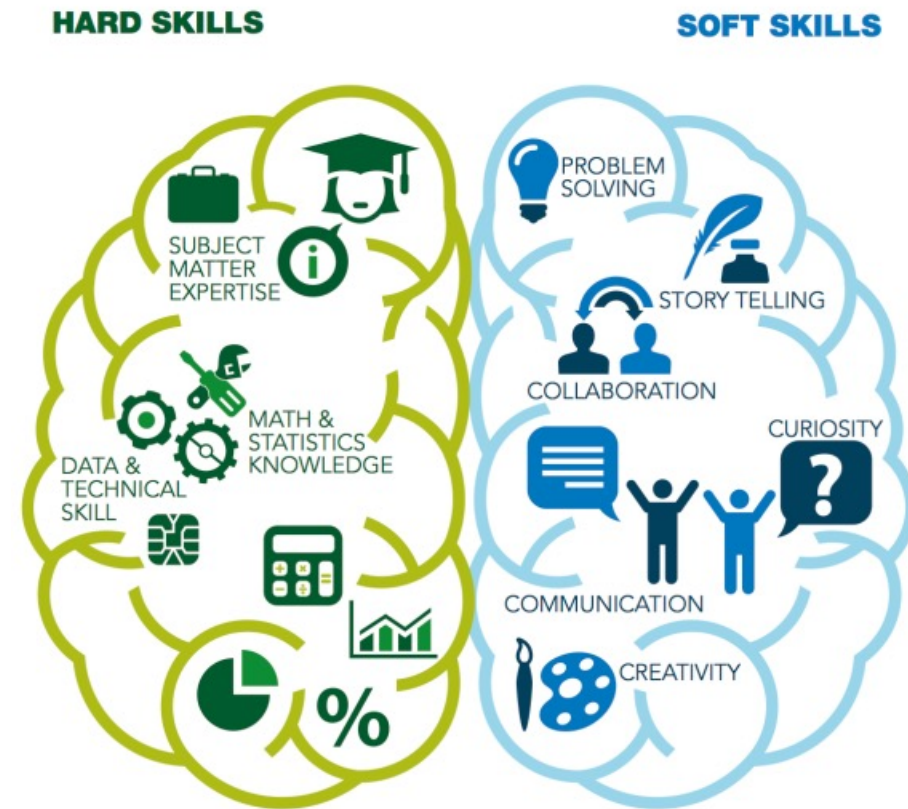 HARD SKILLS
SUBJECT
MATTER
EXPERTISE
i
MATH &
STATISTICS
KNOWLEDGE
DATA &
TECHNICAL
SKILL
%
SOFT SKILLS
PROBLEM
SOLVING
STORY TELLING
COLLABORATION
CURIOSITY
?
COMMUNICATION
CREATIVITY